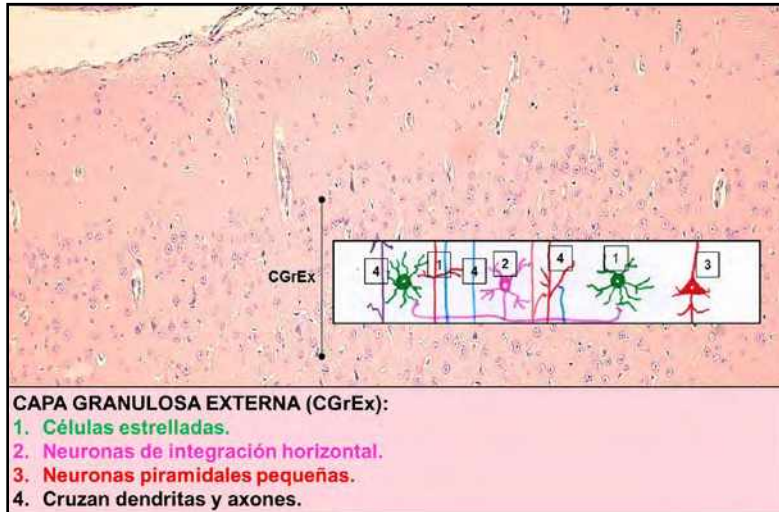 CGrEx
4
1
4
2
4
1
3
CAPA GRANULOSA EXTERNA (CGrEx):
1. Células estrelladas.
2. Neuronas de integración horizontal.
3. Neuronas piramidales pequeñas.
4. Cruzan dendritas y axones.